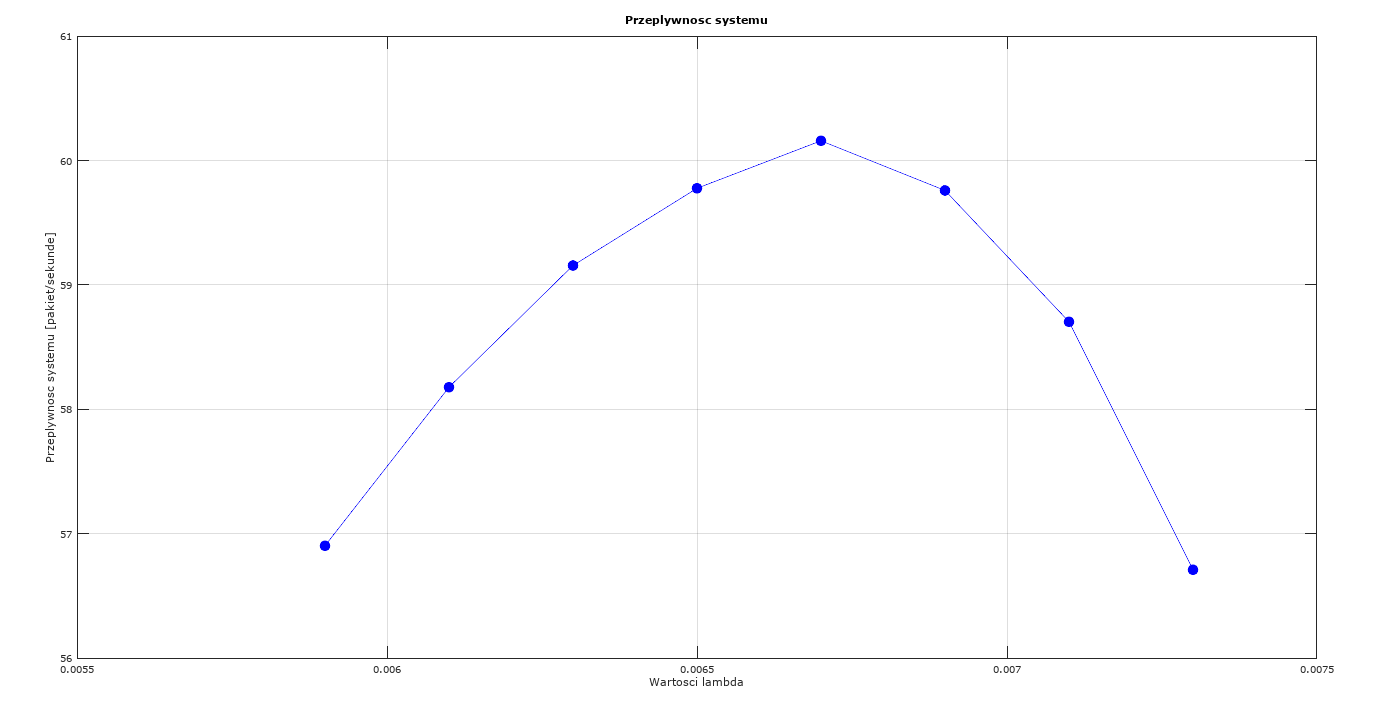 Przeplywnosc systemu
61
60
59
58
57
56
Przeplywnosc systemu [pakiet/sekunde]
0.0055 0.006 0.0065 0.007 0.0075
Wartosci lambda